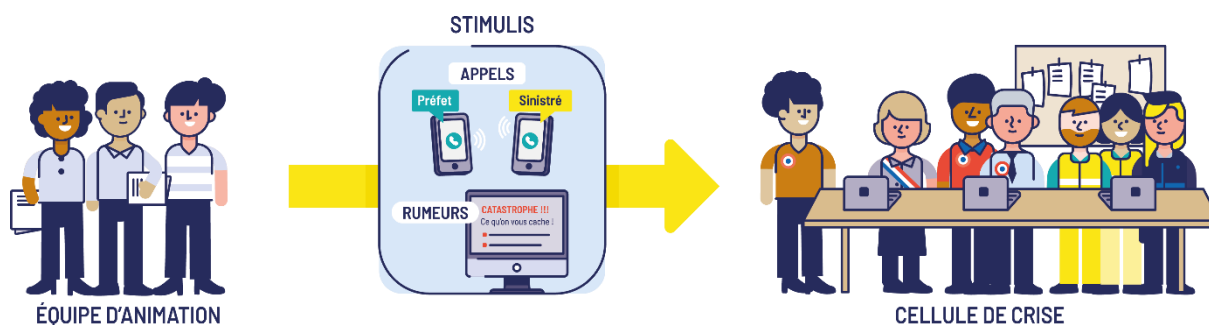 STIMULIS
APPELS
Préfet
Sinistré
RUMEURS
CATASTROPHE !!!
Ce qu'on vous cache !
ÉQUIPE D'ANIMATION
CELLULE DE CRISE